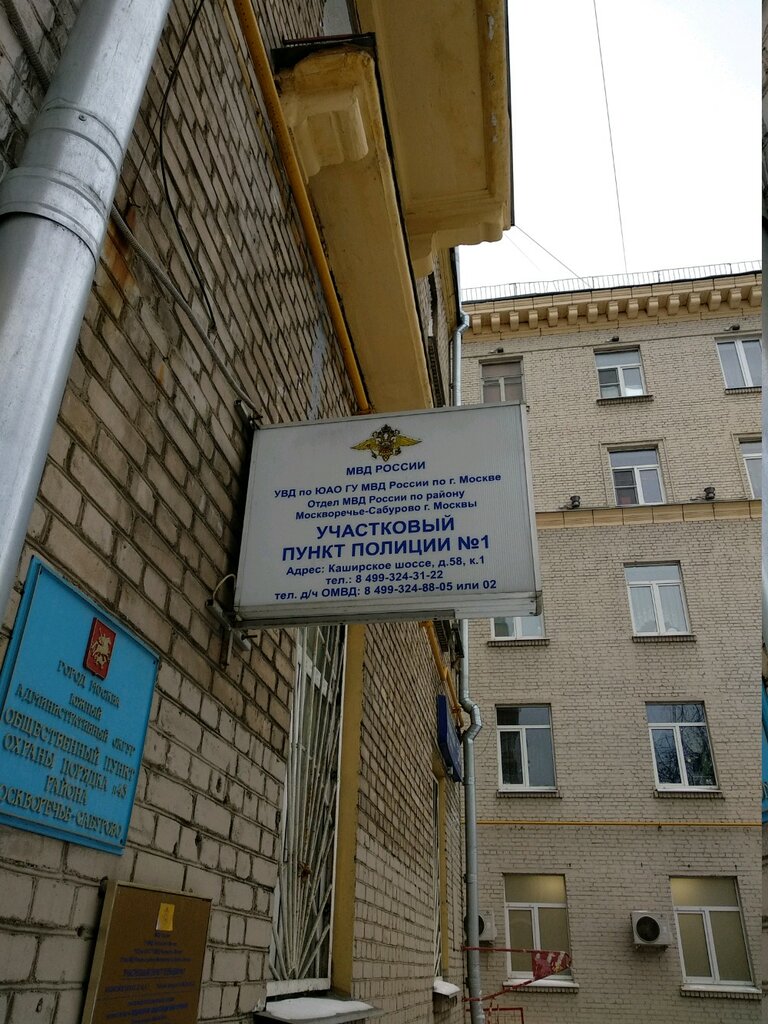 МВД РОССИИ
УВД по ЮАО ГУ МВД России по г. Москве
Отдел МВД России по району
Москворечье-Сабурово г. Москвы
УЧАСТКОВЫЙ
ПУНКТ ПОЛИЦИИ №1
Адрес: Каширское шоссе, д.58, к.1
тел.: 8 499-324-31-22
тел. д/ч ОМВД: 8 499-324-88-05 или 02
ГОРОД МОСКВА
ЮЖНЫЙ
АДМИНИСТРАТИВНЫЙ ОКРУГ
ОБЩЕСТВЕННЫЙ ПУНКТ
ОХРАНЫ ПОРЯДКА №48
РАЙОНА
ОСКВОРЕЧЬЕ-САБУРОВО